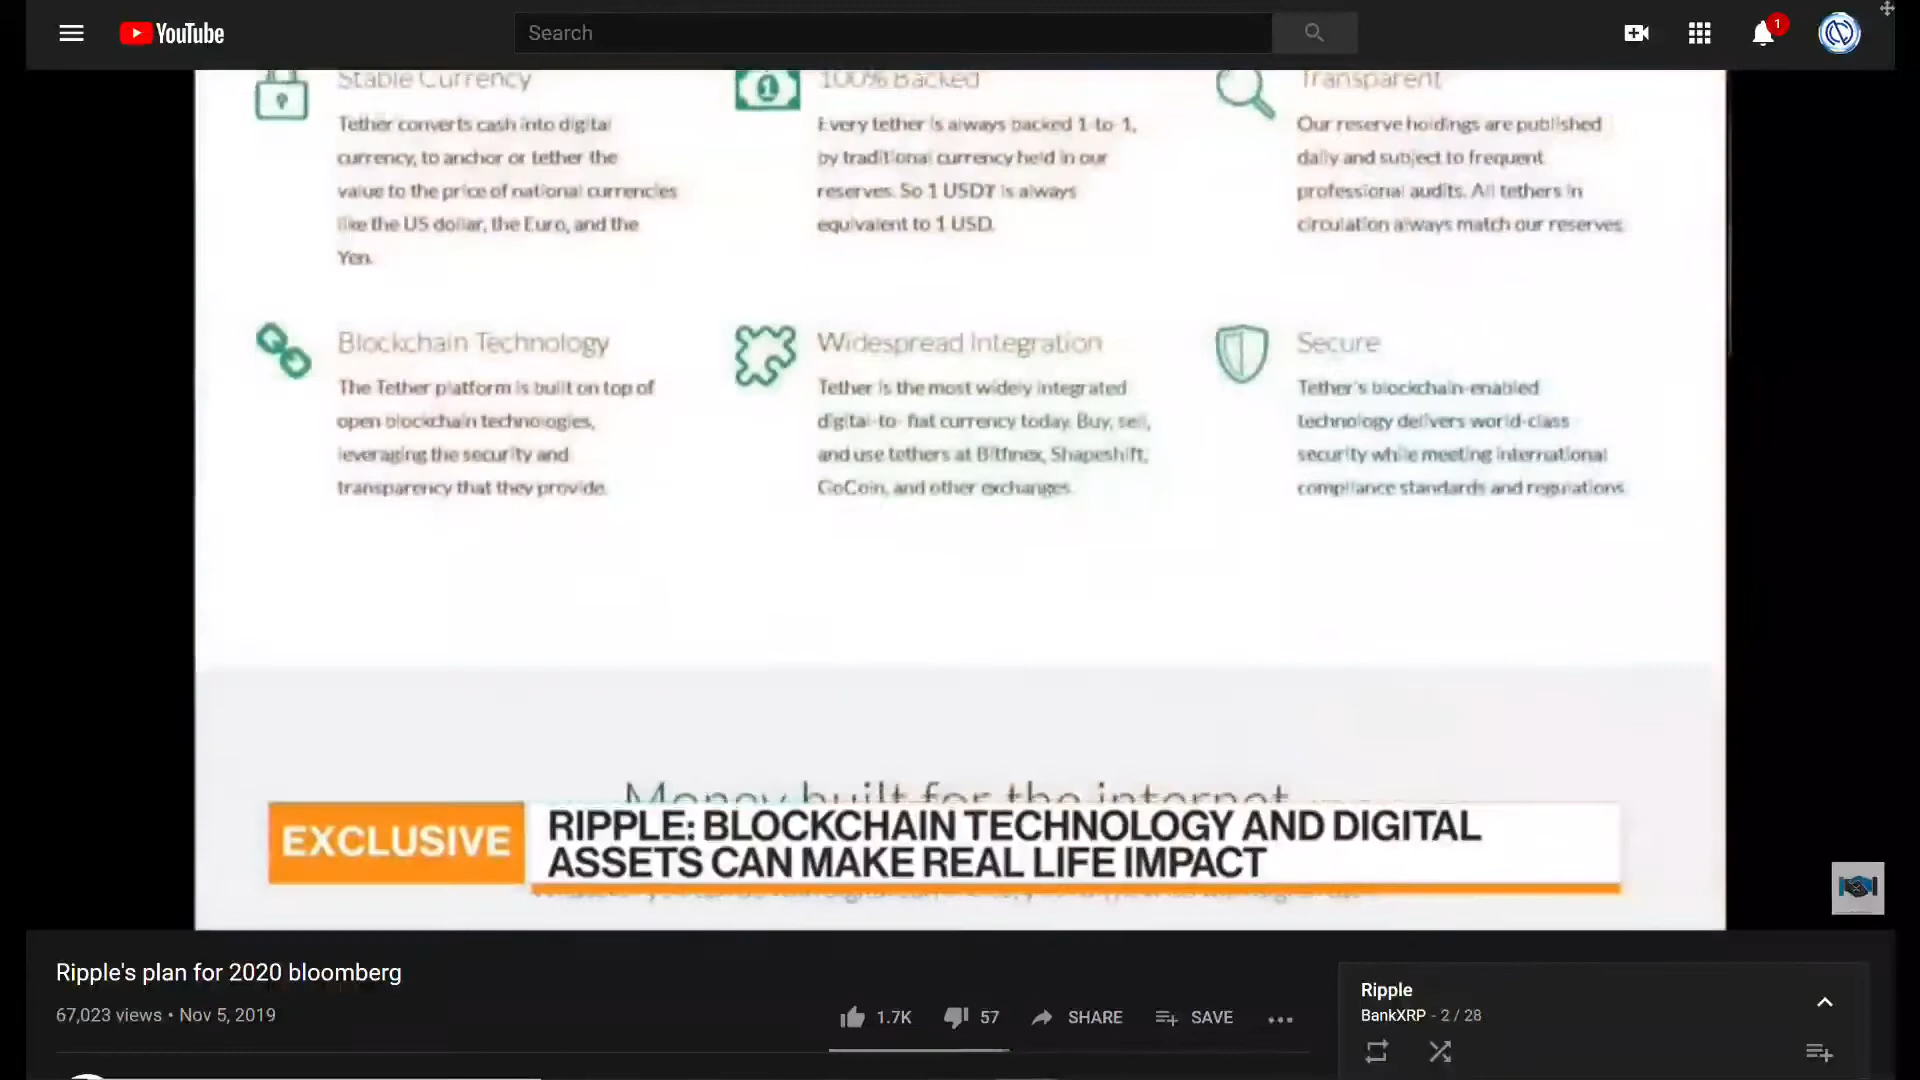 YouTube
Search
1
Stable Currency
100% Backed
Transparent
Tether converts cash into digital
currency, to anchor or tether the
value to the price of national currencies
like the US dollar, the Euro, and the
Yen.
Every tether is always backed 1-to-1,
by traditional currency held in our
reserves. So 1 USDT is always
equivalent to 1 USD.
Our reserve holdings are published
daily and subject to frequent
professional audits. All tethers in
circulation always match our reserves.
Blockchain Technology
The Tether platform is built on top of
open blockchain technologies,
leveraging the security and
transparency that they provide.
Widespread Integration
Tether is the most widely integrated
digital-to- fiat currency today. Buy, sell,
and use tethers at Bitfinex, Shapeshift,
GoCoin, and other exchanges.
Secure
Tether's blockchain-enabled
technology delivers world-class
security while meeting international
compliance standards and regulations.
Money built for the internet
EXCLUSIVE
RIPPLE: BLOCKCHAIN TECHNOLOGY AND DIGITAL
ASSETS CAN MAKE REAL LIFE IMPACT
Ripple's plan for 2020 bloomberg
67,023 views • Nov 5, 2019
1.7K
57
SHARE
SAVE
Ripple
BankXRP - 2 / 28